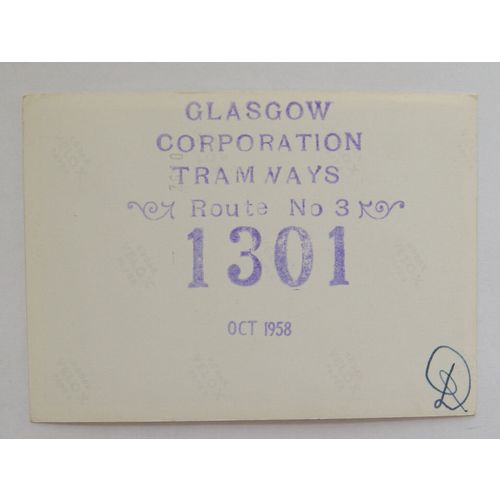 GLASGOW
CORPORATION
TRAMWAYS
Route No 3
1301
OCT 1958